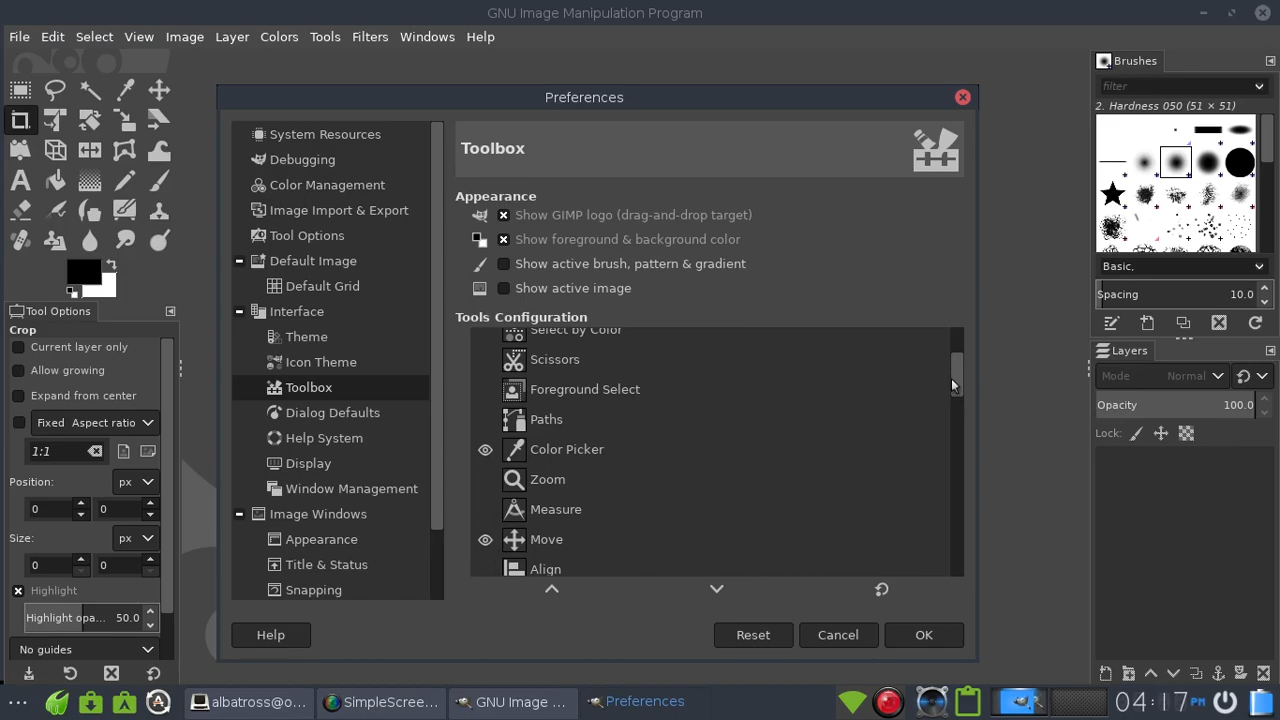 GNU Image Manipulation Program
File Edit Select View Image Layer Colors Tools Filters Windows Help
Brushes
filter
2. Hardness 050 (51 × 51)
Basic,
Spacing 10.0
Layers
Mode Normal
Opacity 100.0
Lock:
Tool Options
Crop
Current layer only
Allow growing
Expand from center
Fixed Aspect ratio
1:1
Position: px
0 0
Size: px
0 0
Highlight
Highlight opa... 50.0
No guides
Preferences
System Resources
Debugging
Color Management
Image Import & Export
Tool Options
Default Image
Default Grid
Interface
Theme
Icon Theme
Toolbox
Dialog Defaults
Help System
Display
Window Management
Image Windows
Appearance
Title & Status
Snapping
Toolbox
Appearance
Show GIMP logo (drag-and-drop target)
Show foreground & background color
Show active brush, pattern & gradient
Show active image
Tools Configuration
Select by Color
Scissors
Foreground Select
Paths
Color Picker
Zoom
Measure
Move
Align
Help Reset Cancel OK
albatross@o... SimpleScree... GNU Image ... Preferences 04:17 PM